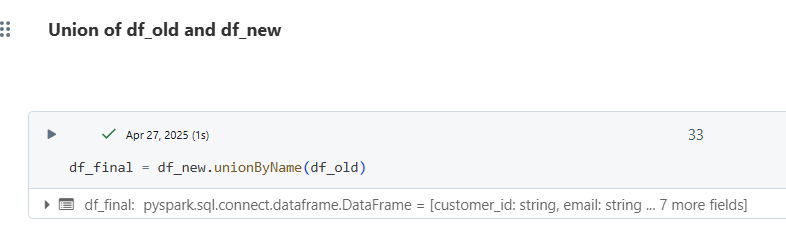 Union of df_old and df_new
Apr 27, 2025 (1s)
33
df_final = df_new.unionByName(df_old)
df_final: pyspark.sql.connect.dataframe.DataFrame = [customer_id: string, email: string ... 7 more fields]